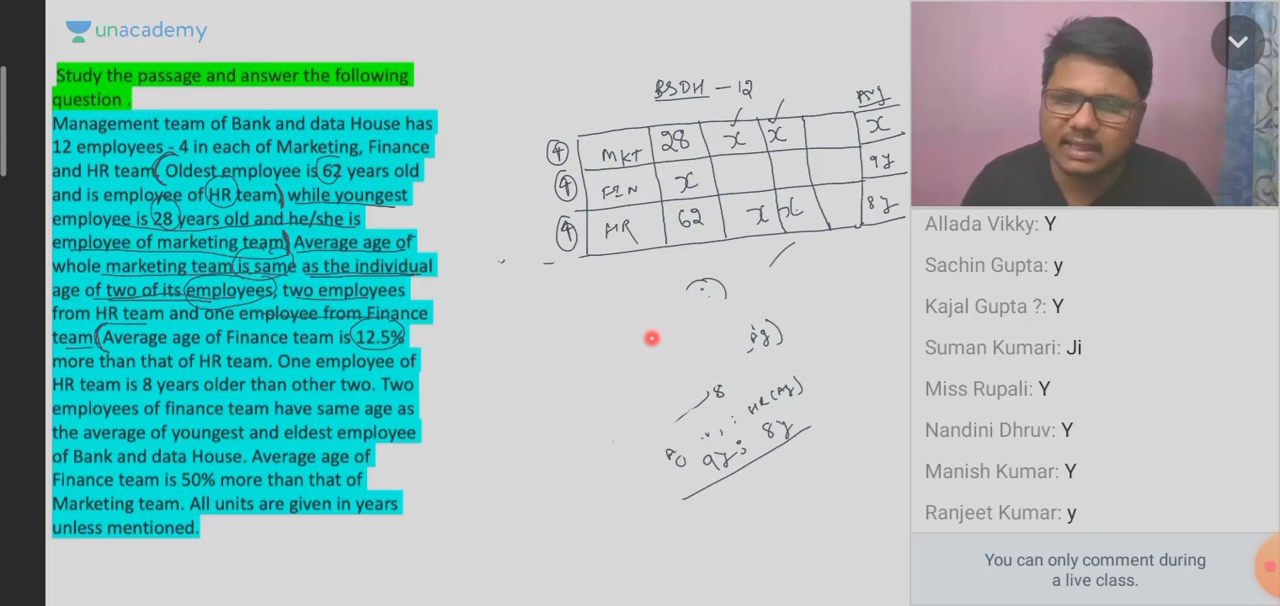 unacademy
Study the passage and answer the following
question .
Management team of Bank and data House has
12 employees - 4 in each of Marketing, Finance
and HR team. Oldest employee is 62 years old
and is employee of HR team, while youngest
employee is 28 years old and he/she is
employee of marketing team. Average age of
whole marketing team is same as the individual
age of two of its employees, two employees
from HR team and one employee from Finance
team. Average age of Finance team is 12.5%
more than that of HR team. One employee of
HR team is 8 years older than other two. Two
employees of finance team have same age as
the average of youngest and eldest employee
of Bank and data House. Average age of
Finance team is 50% more than that of
Marketing team. All units are given in years
unless mentioned.
BSDH - 12
Avg
4 MKT 28 x x x
4 FIN x 9y
4 HR 62 x x 8y
8
HR (Ag)
9y : 8y
Allada Vikky: Y
Sachin Gupta: y
Kajal Gupta ?: Y
Suman Kumari: Ji
Miss Rupali: Y
Nandini Dhruv: Y
Manish Kumar: Y
Ranjeet Kumar: y
You can only comment during
a live class.